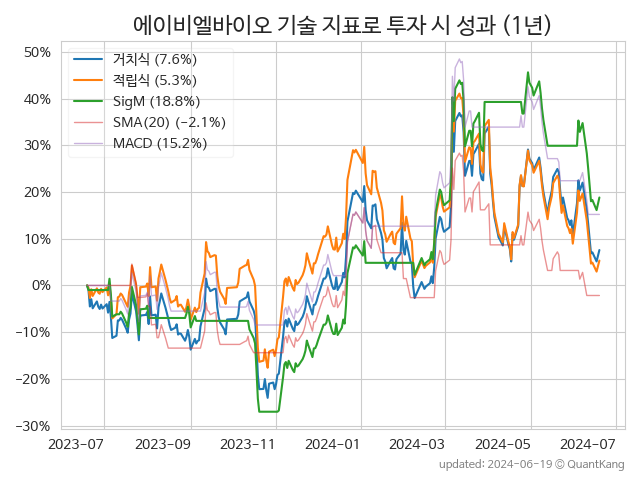 에이비엘바이오 기술 지표로 투자 시 성과 (1년)
거치식 (7.6%)
적립식 (5.3%)
SigM (18.8%)
SMA(20) (−2.1%)
MACD (15.2%)
50%
40%
30%
20%
10%
0%
−10%
−20%
−30%
2023-07 2023-09 2023-11 2024-01 2024-03 2024-05 2024-07
updated: 2024-06-19 © QuantKang